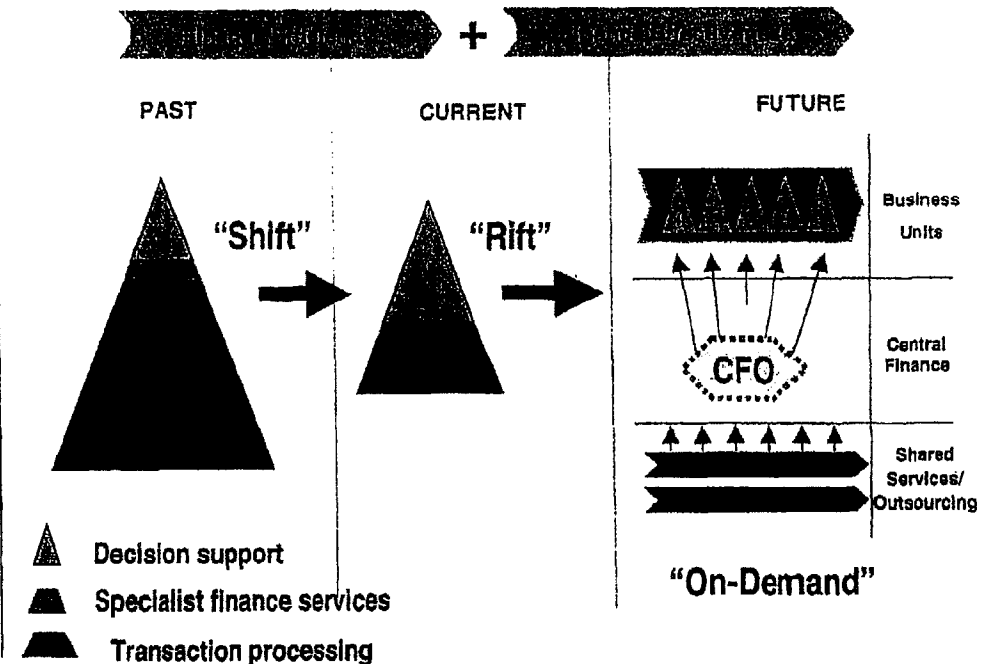 +
PAST
CURRENT
FUTURE
“Shift”
“Rift”
Business
Units
CFO
Central
Finance
Shared
Services/
Outsourcing
“On-Demand”
Decision support
Specialist finance services
Transaction processing